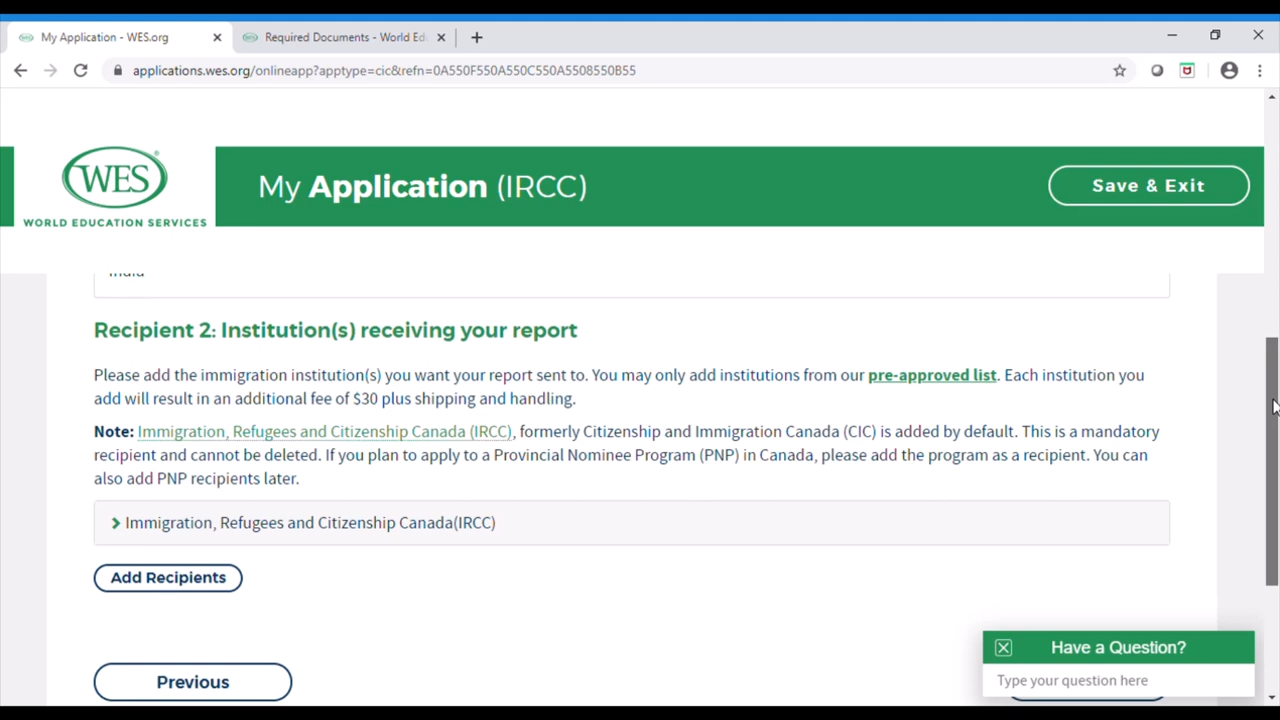 My Application - WES.org
Required Documents - World Ed
applications.wes.org/onlineapp?apptype=cic&refn=0A550F550A550C550A5508550B55
WES
WORLD EDUCATION SERVICES
My Application (IRCC)
Save & Exit
India
Recipient 2: Institution(s) receiving your report
Please add the immigration institution(s) you want your report sent to. You may only add institutions from our pre-approved list. Each institution you
add will result in an additional fee of $30 plus shipping and handling.
Note: Immigration, Refugees and Citizenship Canada (IRCC), formerly Citizenship and Immigration Canada (CIC) is added by default. This is a mandatory
recipient and cannot be deleted. If you plan to apply to a Provincial Nominee Program (PNP) in Canada, please add the program as a recipient. You can
also add PNP recipients later.
Immigration, Refugees and Citizenship Canada(IRCC)
Add Recipients
Previous
Have a Question?
Type your question here